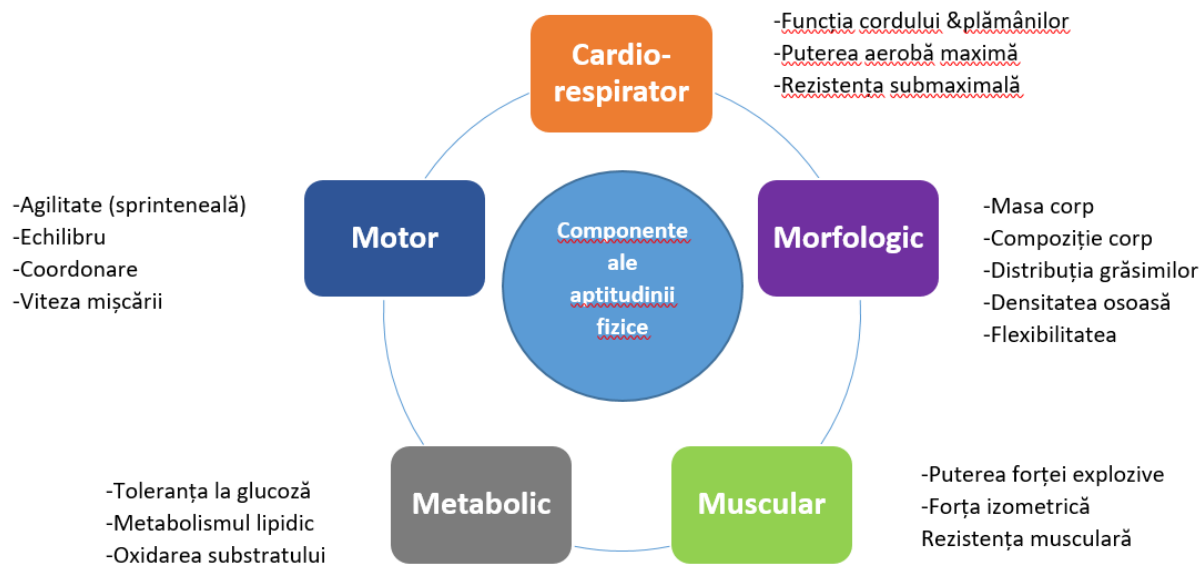 Cardio-
respirator
-Funcția cordului &plămânilor
-Puterea aerobă maximă
-Rezistența submaximală
Morfologic
-Masa corp
-Compoziție corp
-Distribuția grăsimilor
-Densitatea osoasă
-Flexibilitatea
Muscular
-Puterea forței explozive
-Forța izometrică
Rezistența musculară
Metabolic
-Toleranța la glucoză
-Metabolismul lipidic
-Oxidarea substratului
Motor
-Agilitate (sprinteneală)
-Echilibru
-Coordonare
-Viteza mișcării
Componente
ale
aptitudinii
fizice